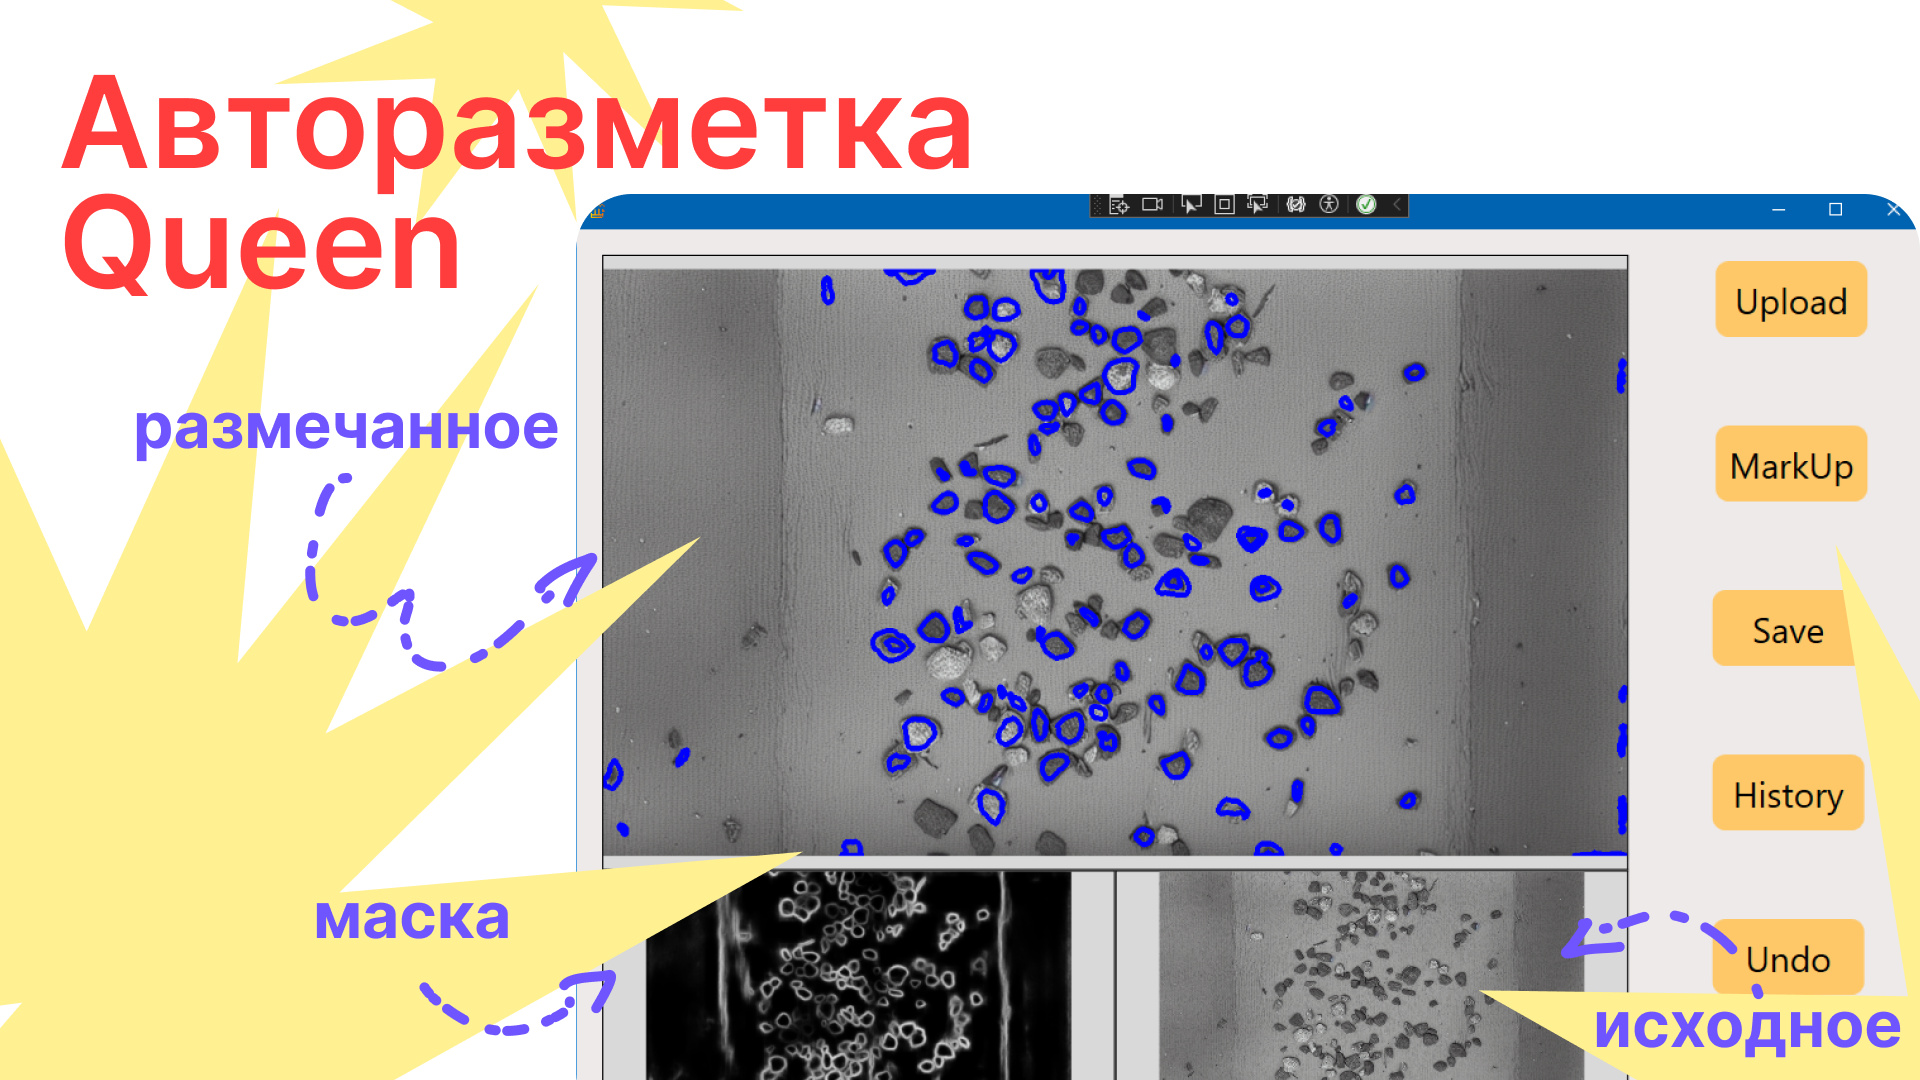 Авторазметка
Queen
размечанное
маска
исходное
Upload
MarkUp
Save
History
Undo